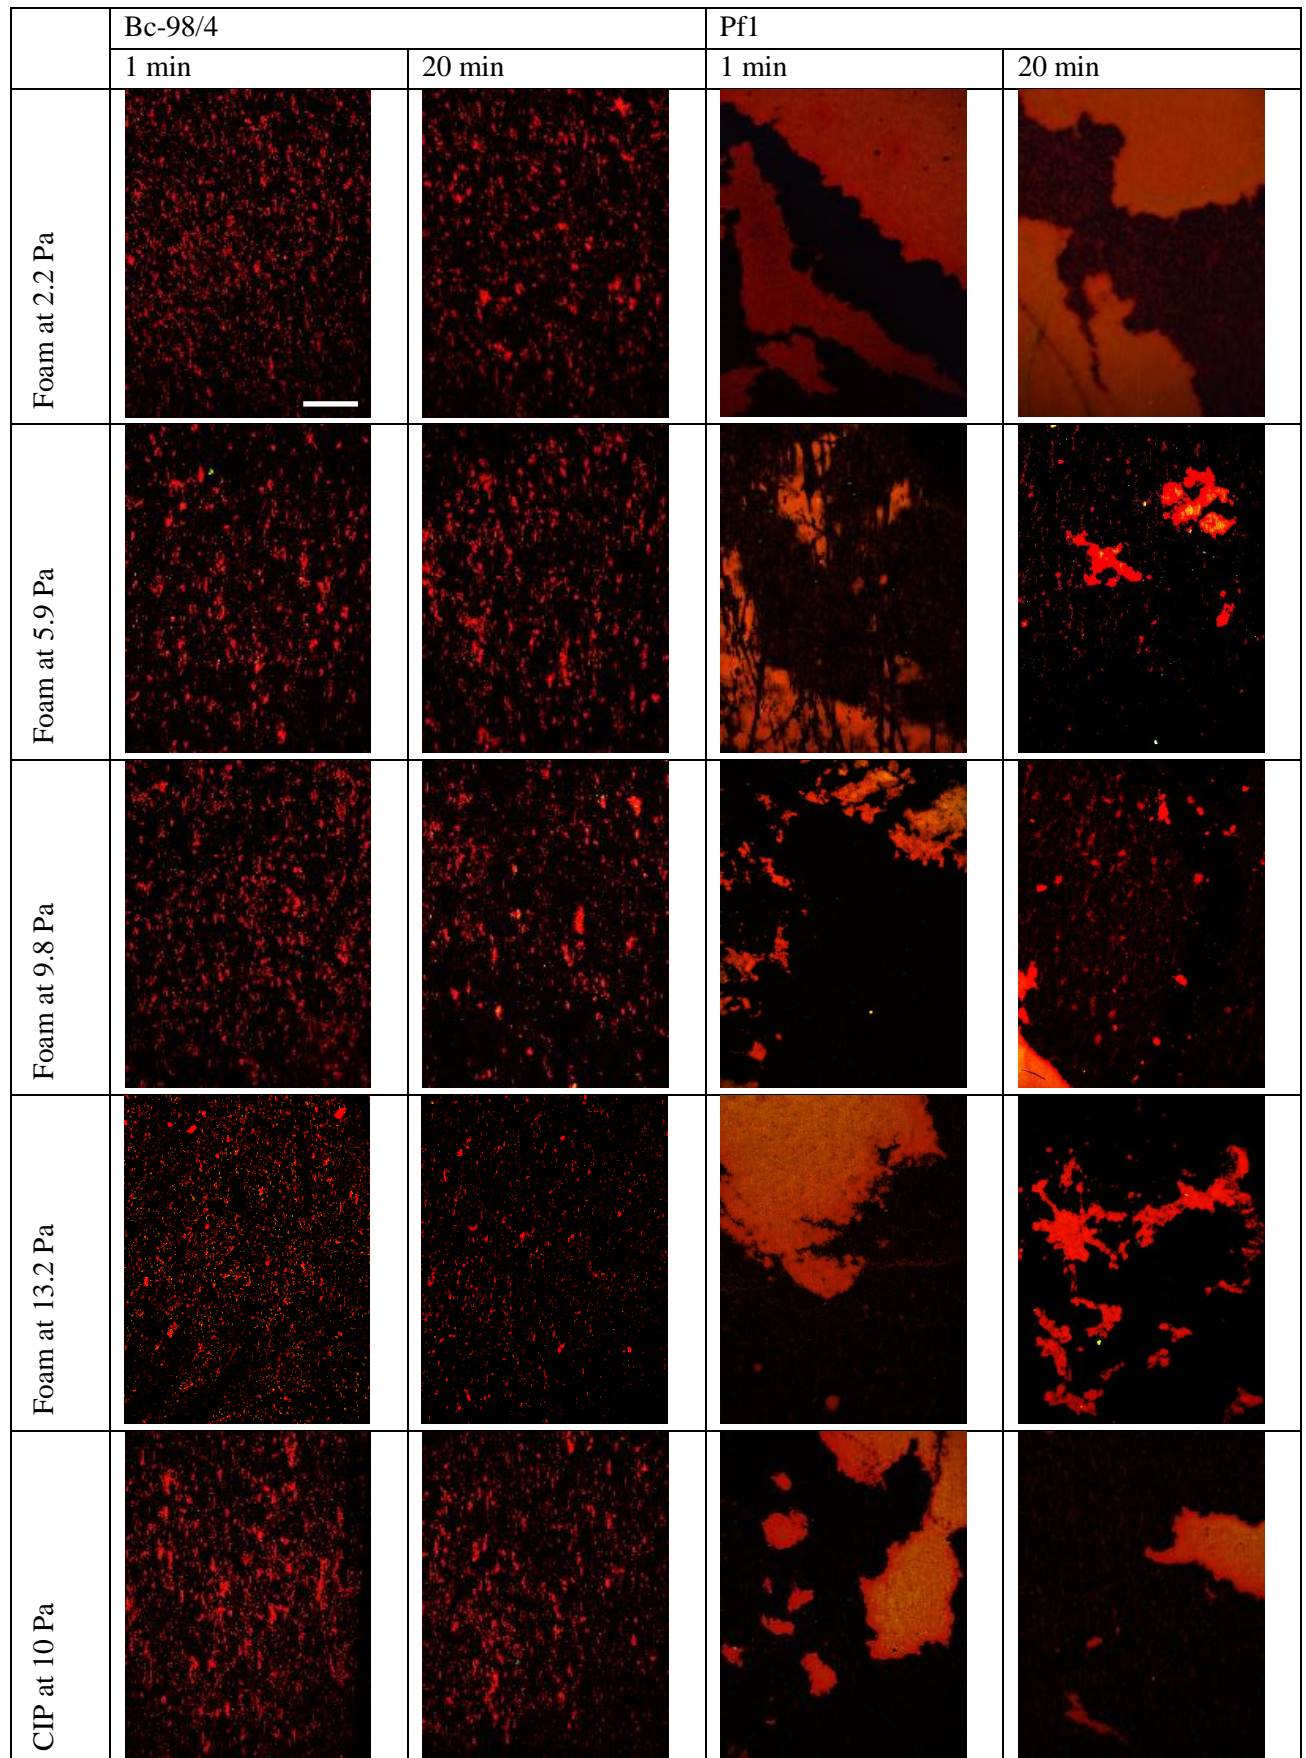 Bc-98/4
Pf1
1 min
20 min
1 min
20 min
Foam at 2.2 Pa
Foam at 5.9 Pa
Foam at 9.8 Pa
Foam at 13.2 Pa
CIP at 10 Pa